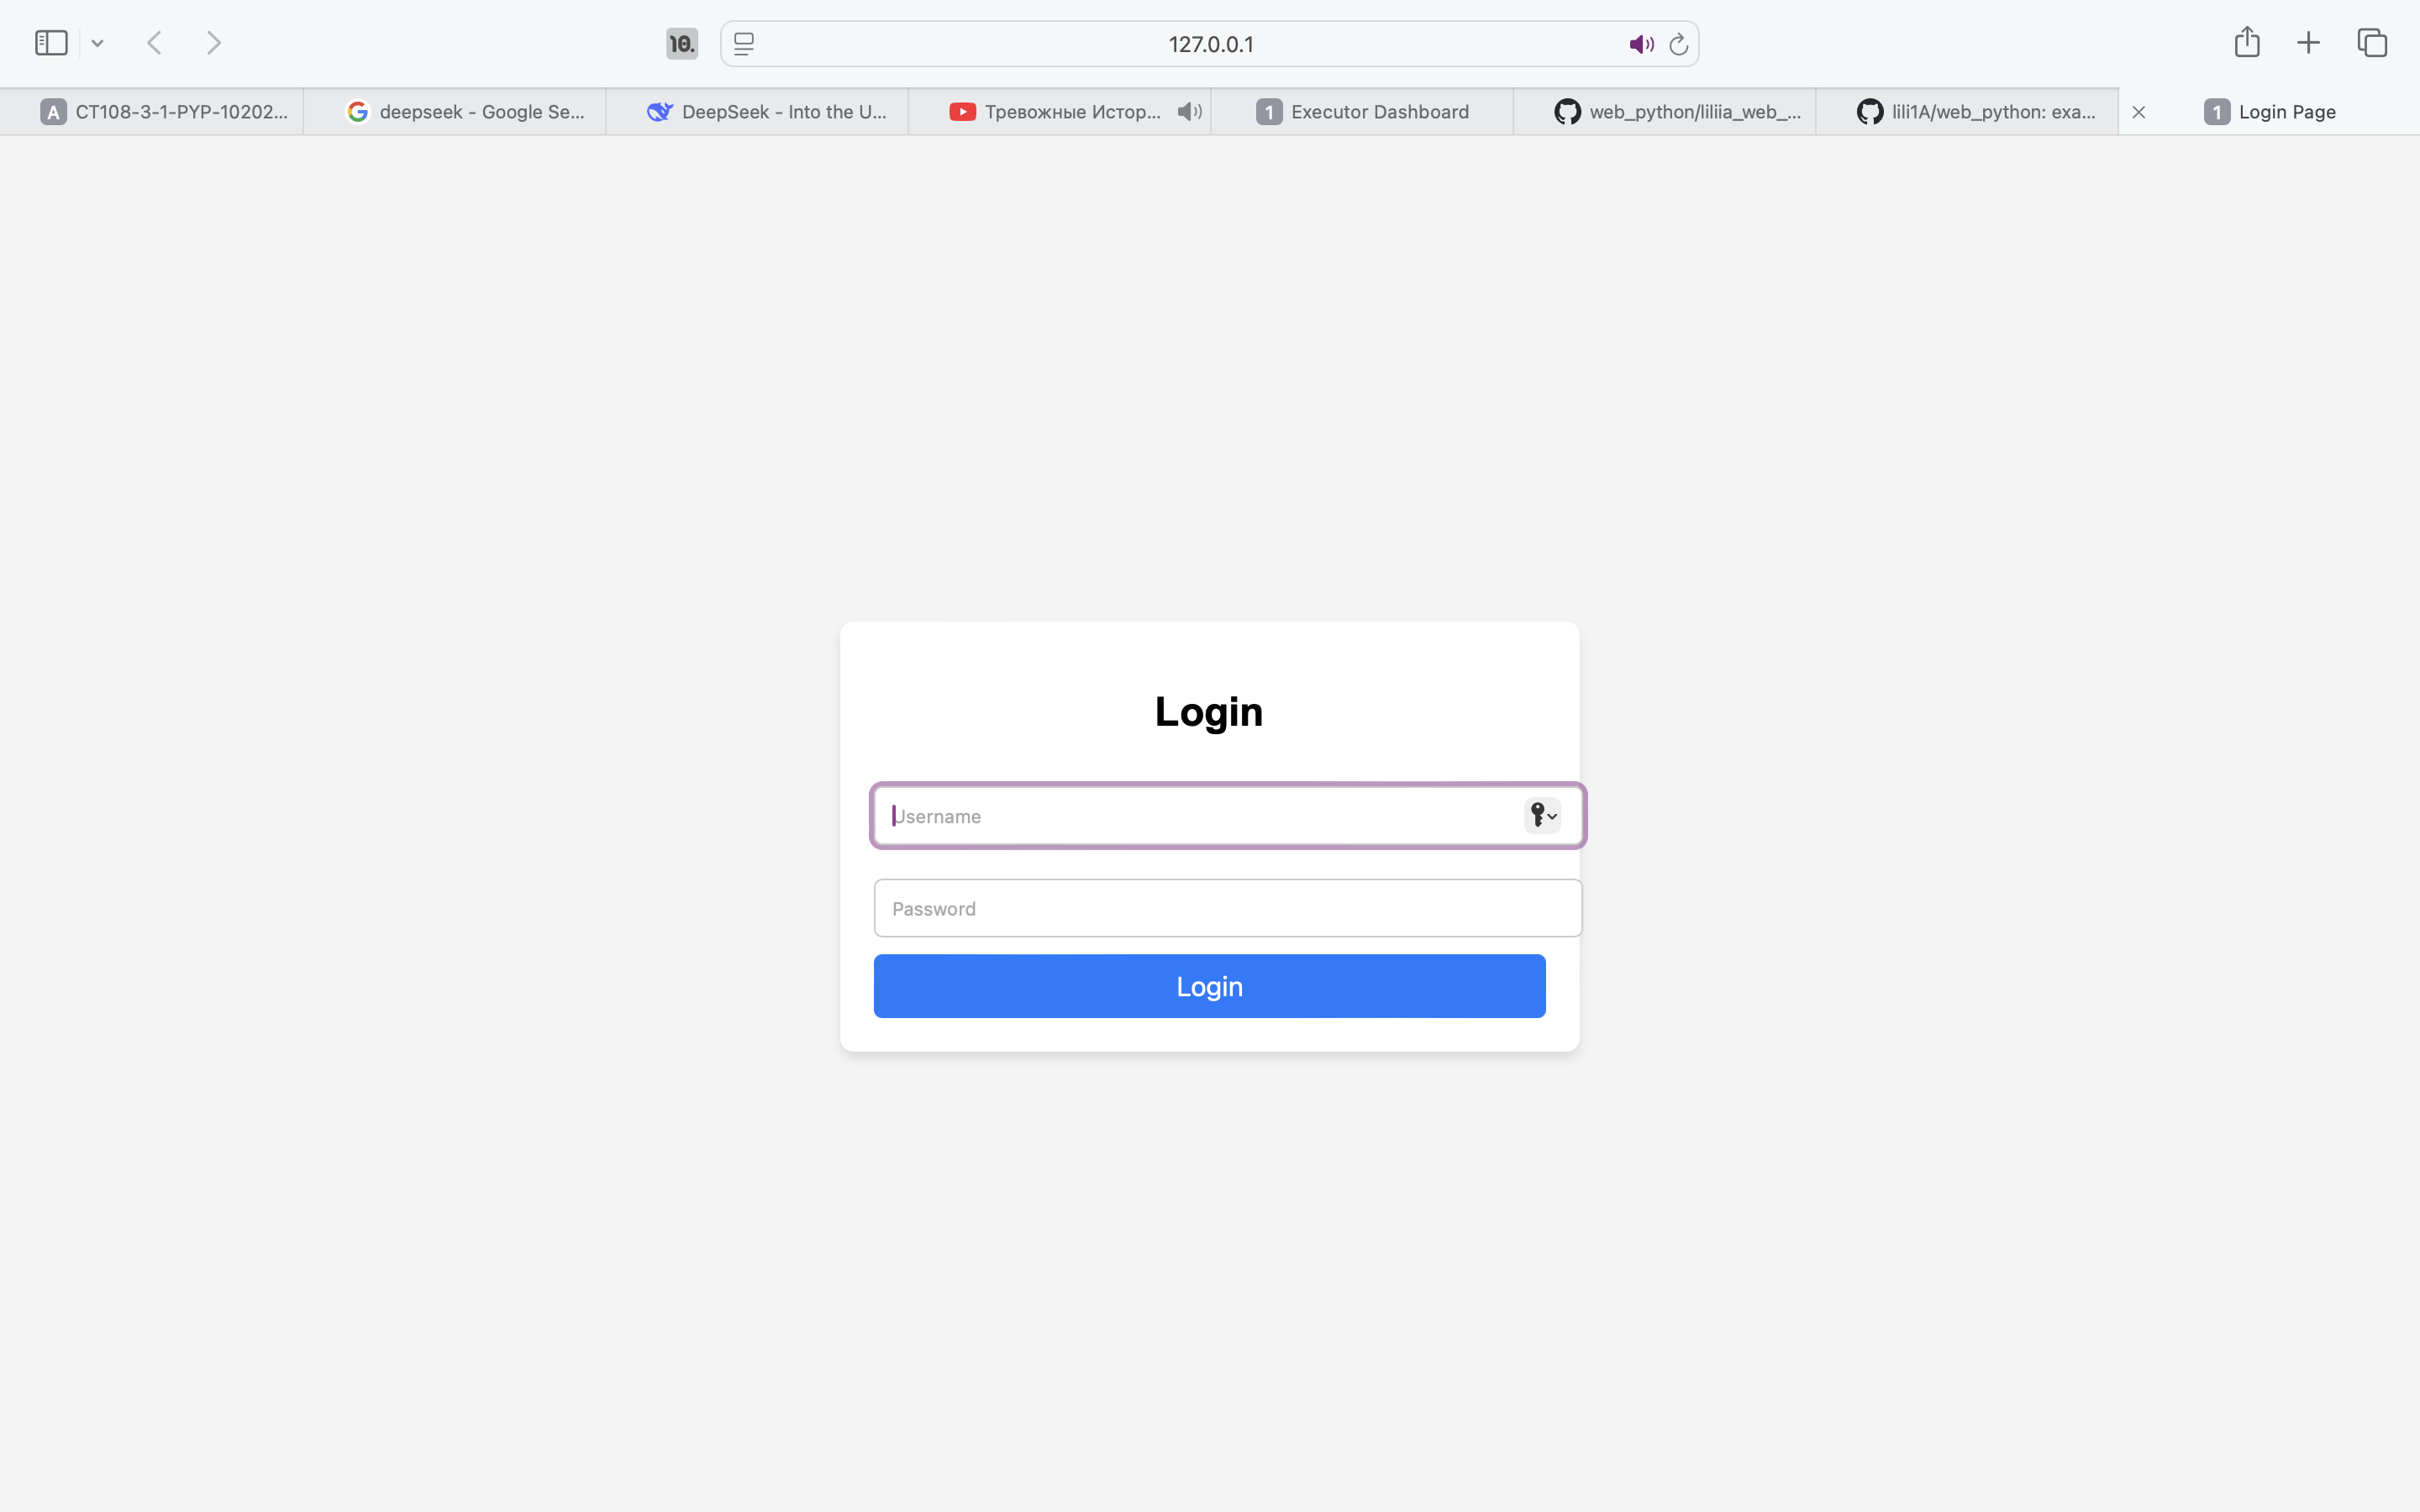 10.
127.0.0.1
A CT108-3-1-PYP-10202...
deepseek - Google Se...
DeepSeek - Into the U...
Тревожные Истор...
1 Executor Dashboard
web_python/liliia_web_...
lili1A/web_python: exa...
1 Login Page
Login
Username
Password
Login